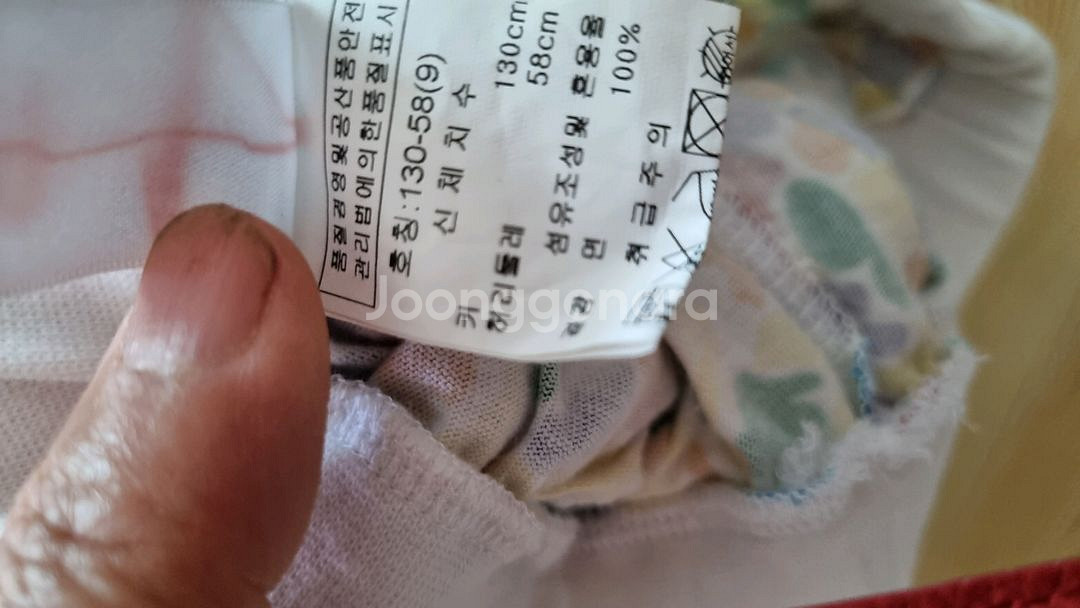 품질경영및공산품안전
관리법에의한품질표시
호칭:130-58(9)
신 체 치 수
키 130cm
허리둘레 58cm
섬유조성및 혼용율
면 100%
취 급 주 의
Joonggonara